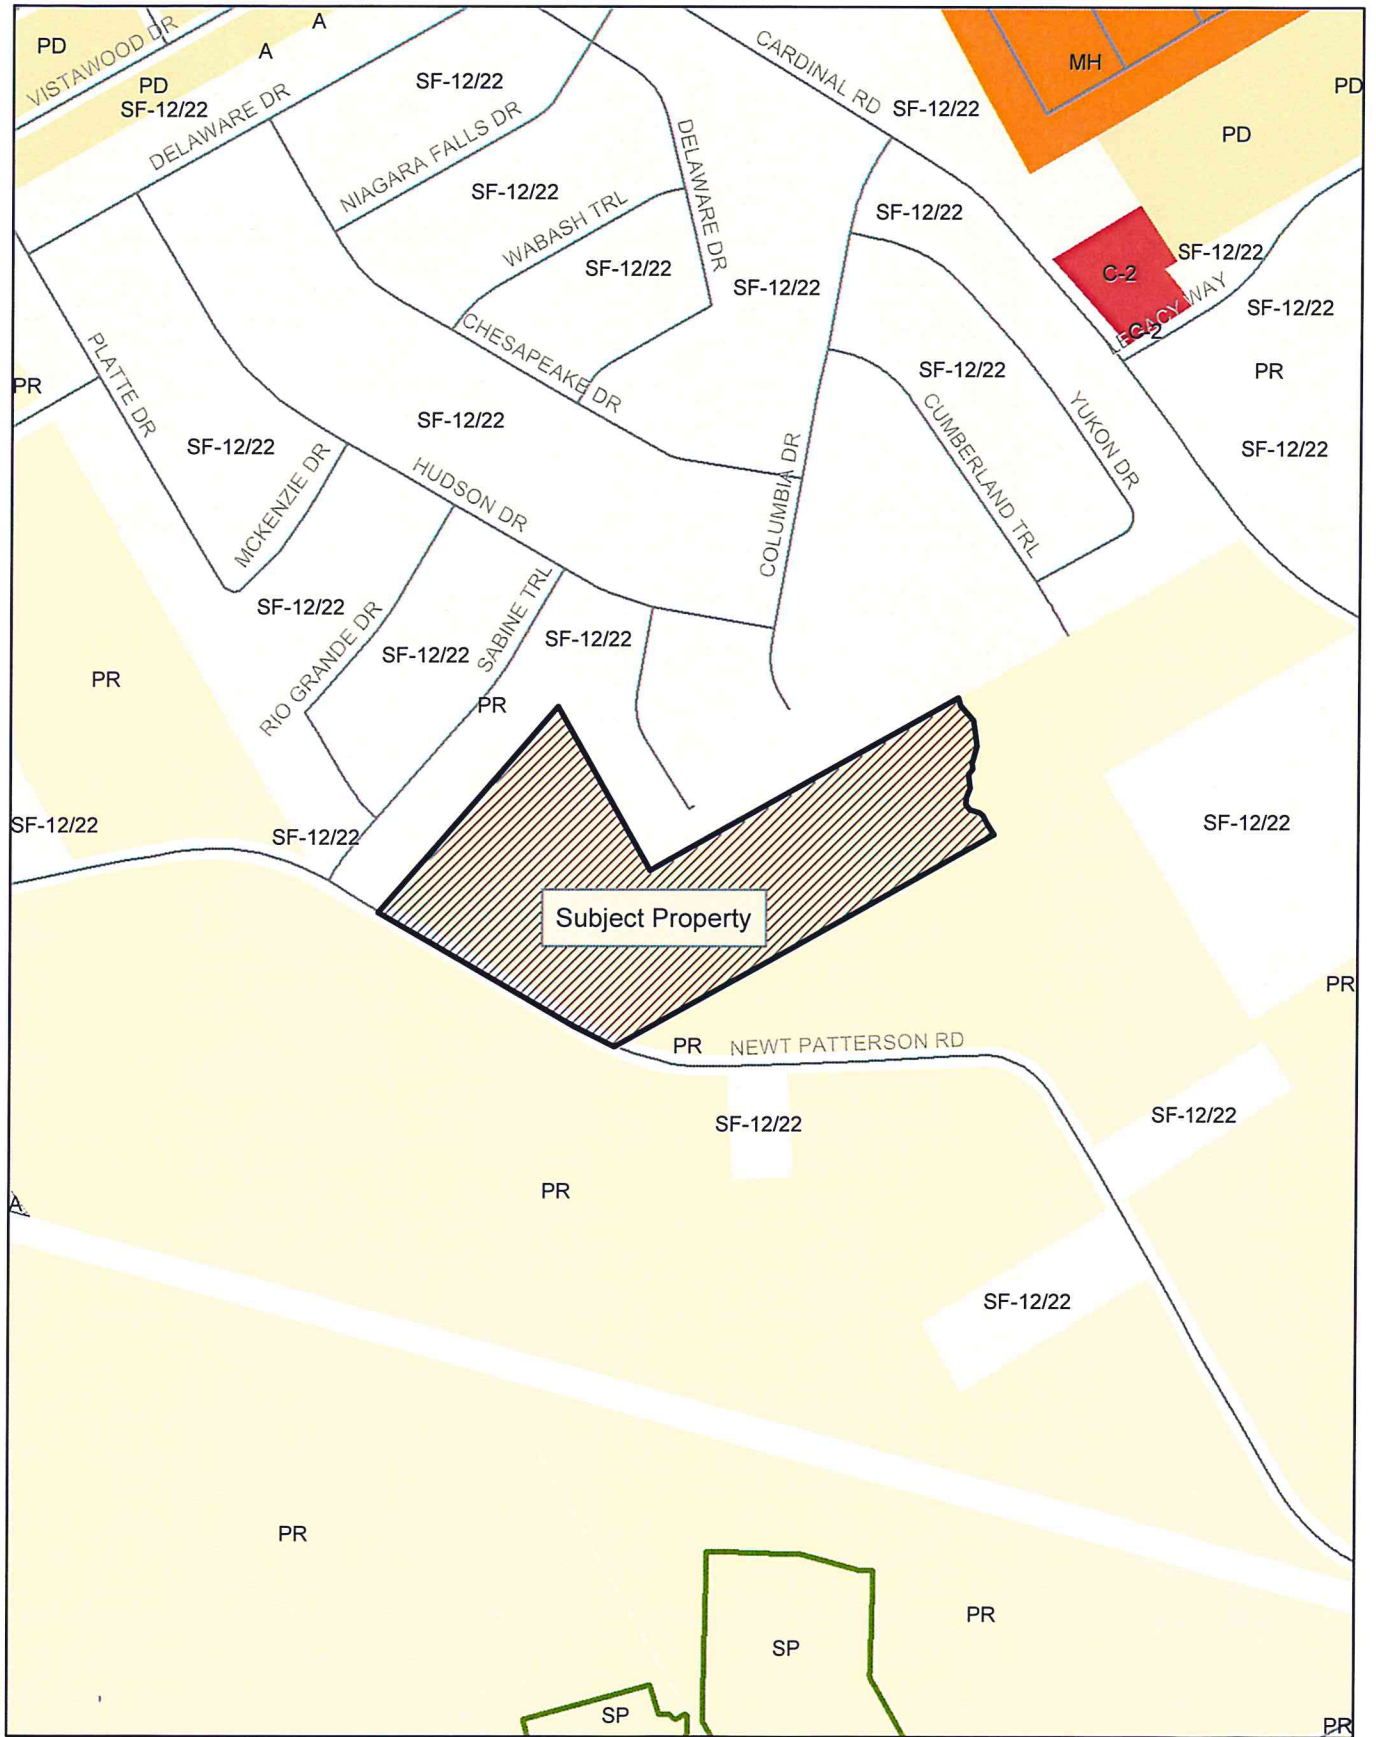 A
PD
VISTAWOOD DR
A
PD
SF-12/22
SF-12/22
CARDINAL RD
MH
PD
SF-12/22
DELAWARE DR
NIAGARA FALLS DR
DELAWARE DR
PD
SF-12/22
WABASH TRL
SF-12/22
SF-12/22
SF-12/22
SF-12/22
C-2
SF-12/22
LEGACY WAY
C-2
PLATTE DR
CHESAPEAKE DR
SF-12/22
PR
PR
SF-12/22
CUMBERLAND TRL
YUKON DR
SF-12/22
SF-12/22
MCKENZIE DR
HUDSON DR
COLUMBIA DR
SF-12/22
SF-12/22
RIO GRANDE DR
SF-12/22
SABINE TRL
SF-12/22
PR
PR
SF-12/22
SF-12/22
SF-12/22
Subject Property
PR
PR
NEWT PATTERSON RD
SF-12/22
SF-12/22
PR
A
SF-12/22
PR
PR
SP
SP
PR